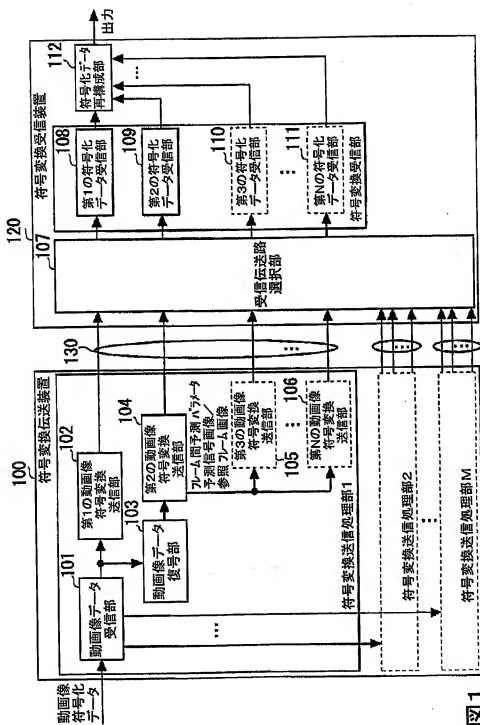 動画像
符号化
データ
100
符号変換伝送装置
101
動画像データ
受信部
102
第1の動画像
符号変換
送信部
103
動画像データ
復号部
104
第2の動画像
符号変換
送信部
フレーム間予測パラメータ
予測信号画像/
参照フレーム画像
第3の動画像
符号変換
送信部
105
106
第Nの動画像
符号変換
送信部
符号変換送信処理部1
符号変換送信処理部2
符号変換送信処理部M
130
120
符号変換受信装置
107
受信伝送路
選択部
108
第1の符号化
データ受信部
109
第2の符号化
データ受信部
110
第3の符号化
データ受信部
111
第Nの符号化
データ受信部
符号変換受信部
112
符号化データ
再構成部
出力
図1